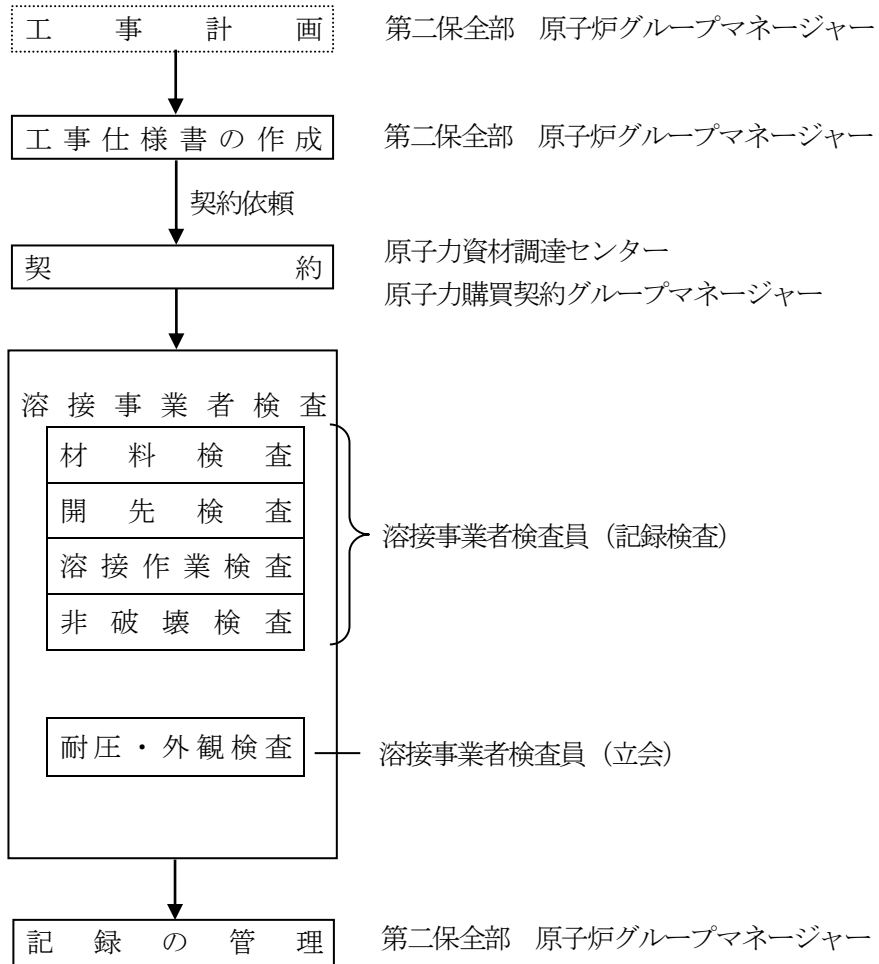 工事計画 第二保全部 原子炉グループマネージャー
工事仕様書の作成 第二保全部 原子炉グループマネージャー
契約依頼
契約 原子力資材調達センター
原子力購買契約グループマネージャー
溶接事業者検査
材料検査
開先検査
溶接事業者検査員（記録検査）
溶接作業検査
非破壊検査
耐圧・外観検査 溶接事業者検査員（立会）
記録の管理 第二保全部 原子炉グループマネージャー